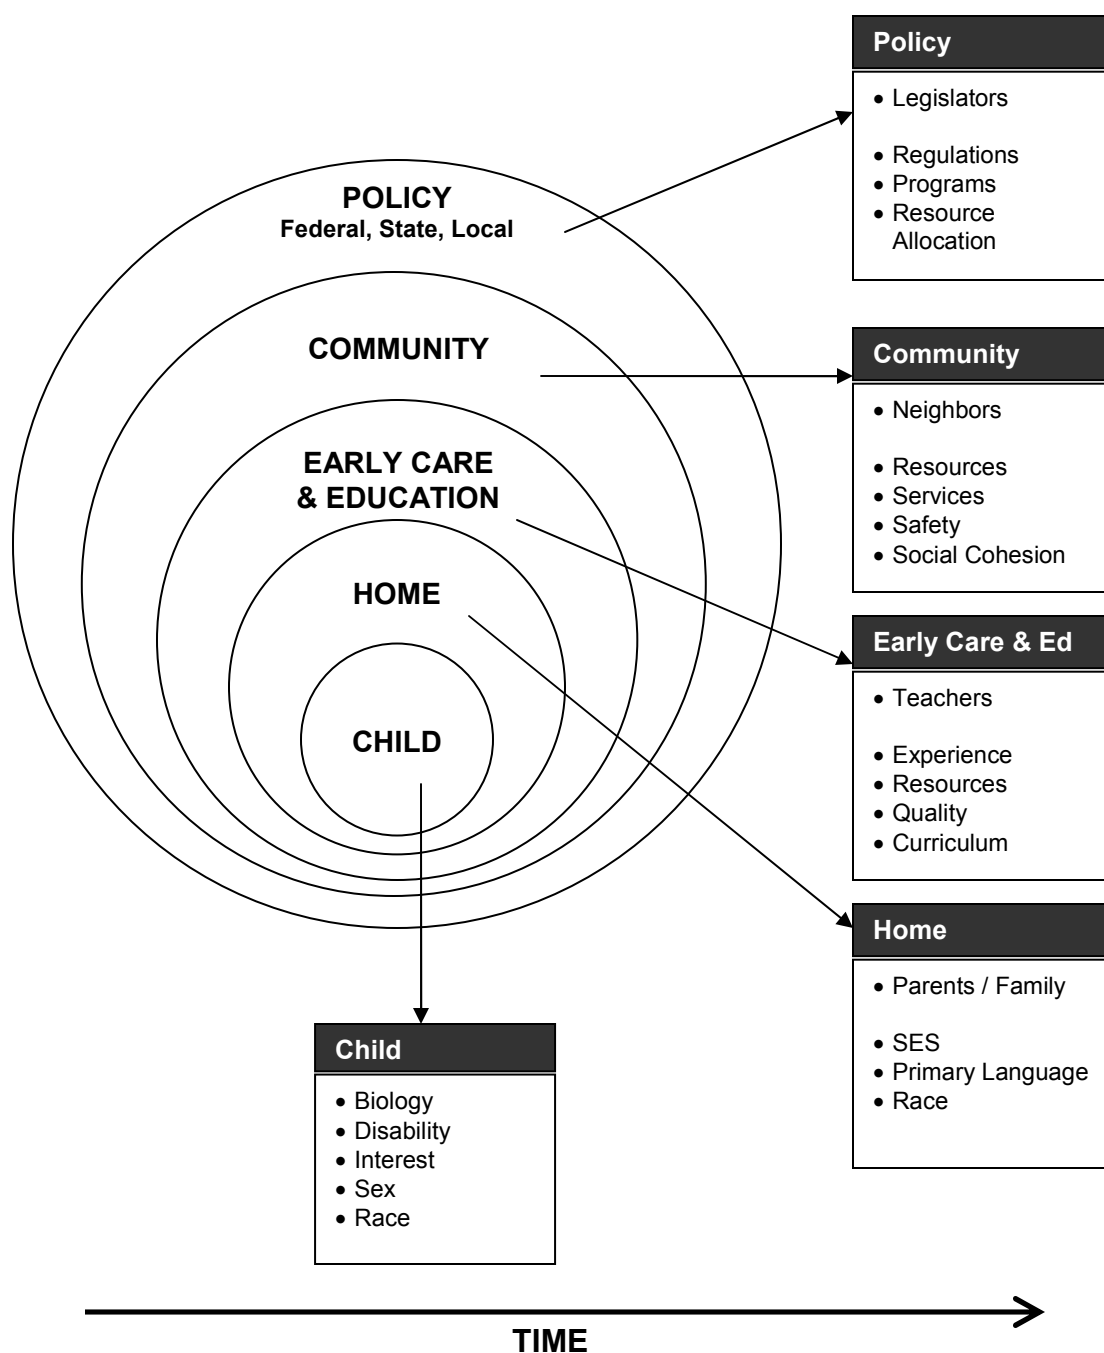 POLICY
Federal, State, Local
COMMUNITY
EARLY CARE
& EDUCATION
HOME
CHILD
Policy
• Legislators
• Regulations
• Programs
• Resource
Allocation
Community
• Neighbors
• Resources
• Services
• Safety
• Social Cohesion
Early Care & Ed
• Teachers
• Experience
• Resources
• Quality
• Curriculum
Home
• Parents / Family
• SES
• Primary Language
• Race
Child
• Biology
• Disability
• Interest
• Sex
• Race
TIME